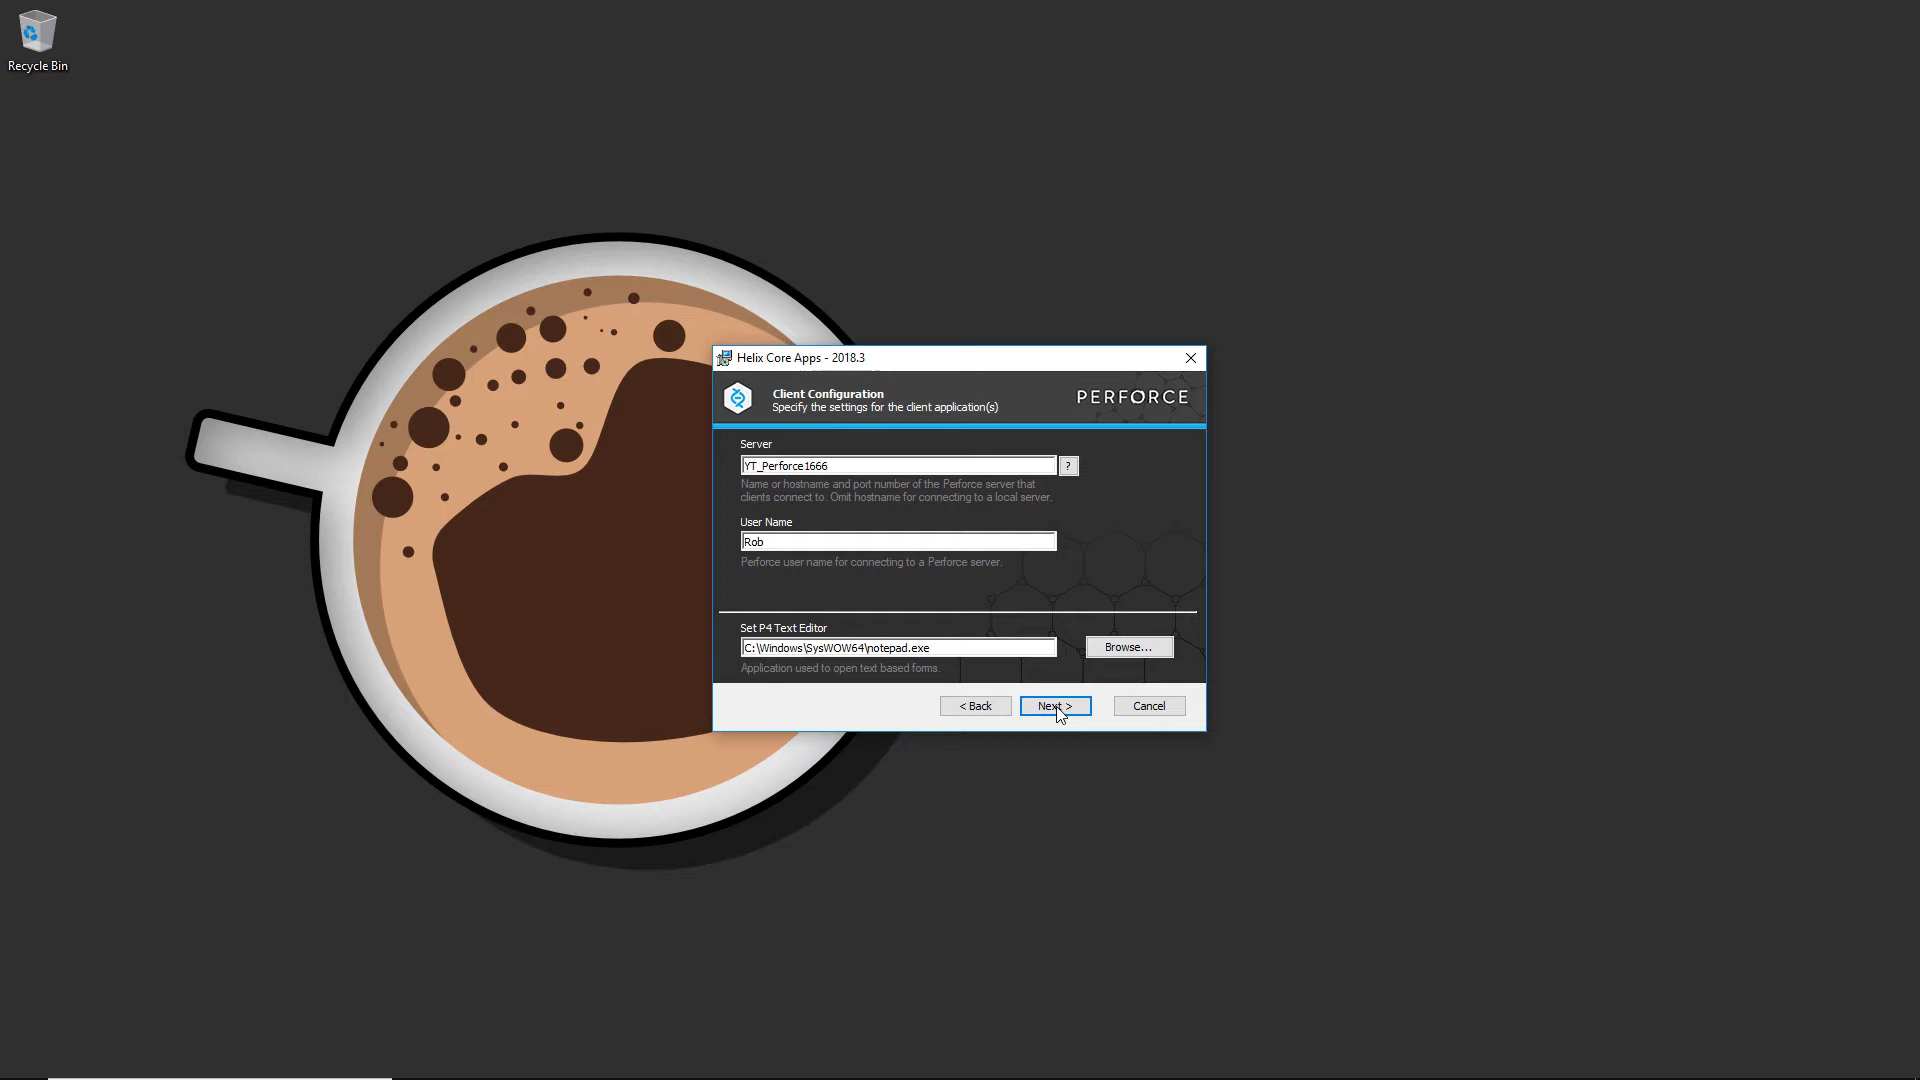 Recycle Bin
Helix Core Apps - 2018.3
Client Configuration
Specify the settings for the client application(s)
PERFORCE
Server
YT_Perforce1666
?
Name or hostname and port number of the Perforce server that
clients connect to. Omit hostname for connecting to a local server.
User Name
Rob
Perforce user name for connecting to a Perforce server.
Set P4 Text Editor
C:\Windows\SysWOW64\notepad.exe
Browse...
Application used to open text based forms.
< Back
Next >
Cancel